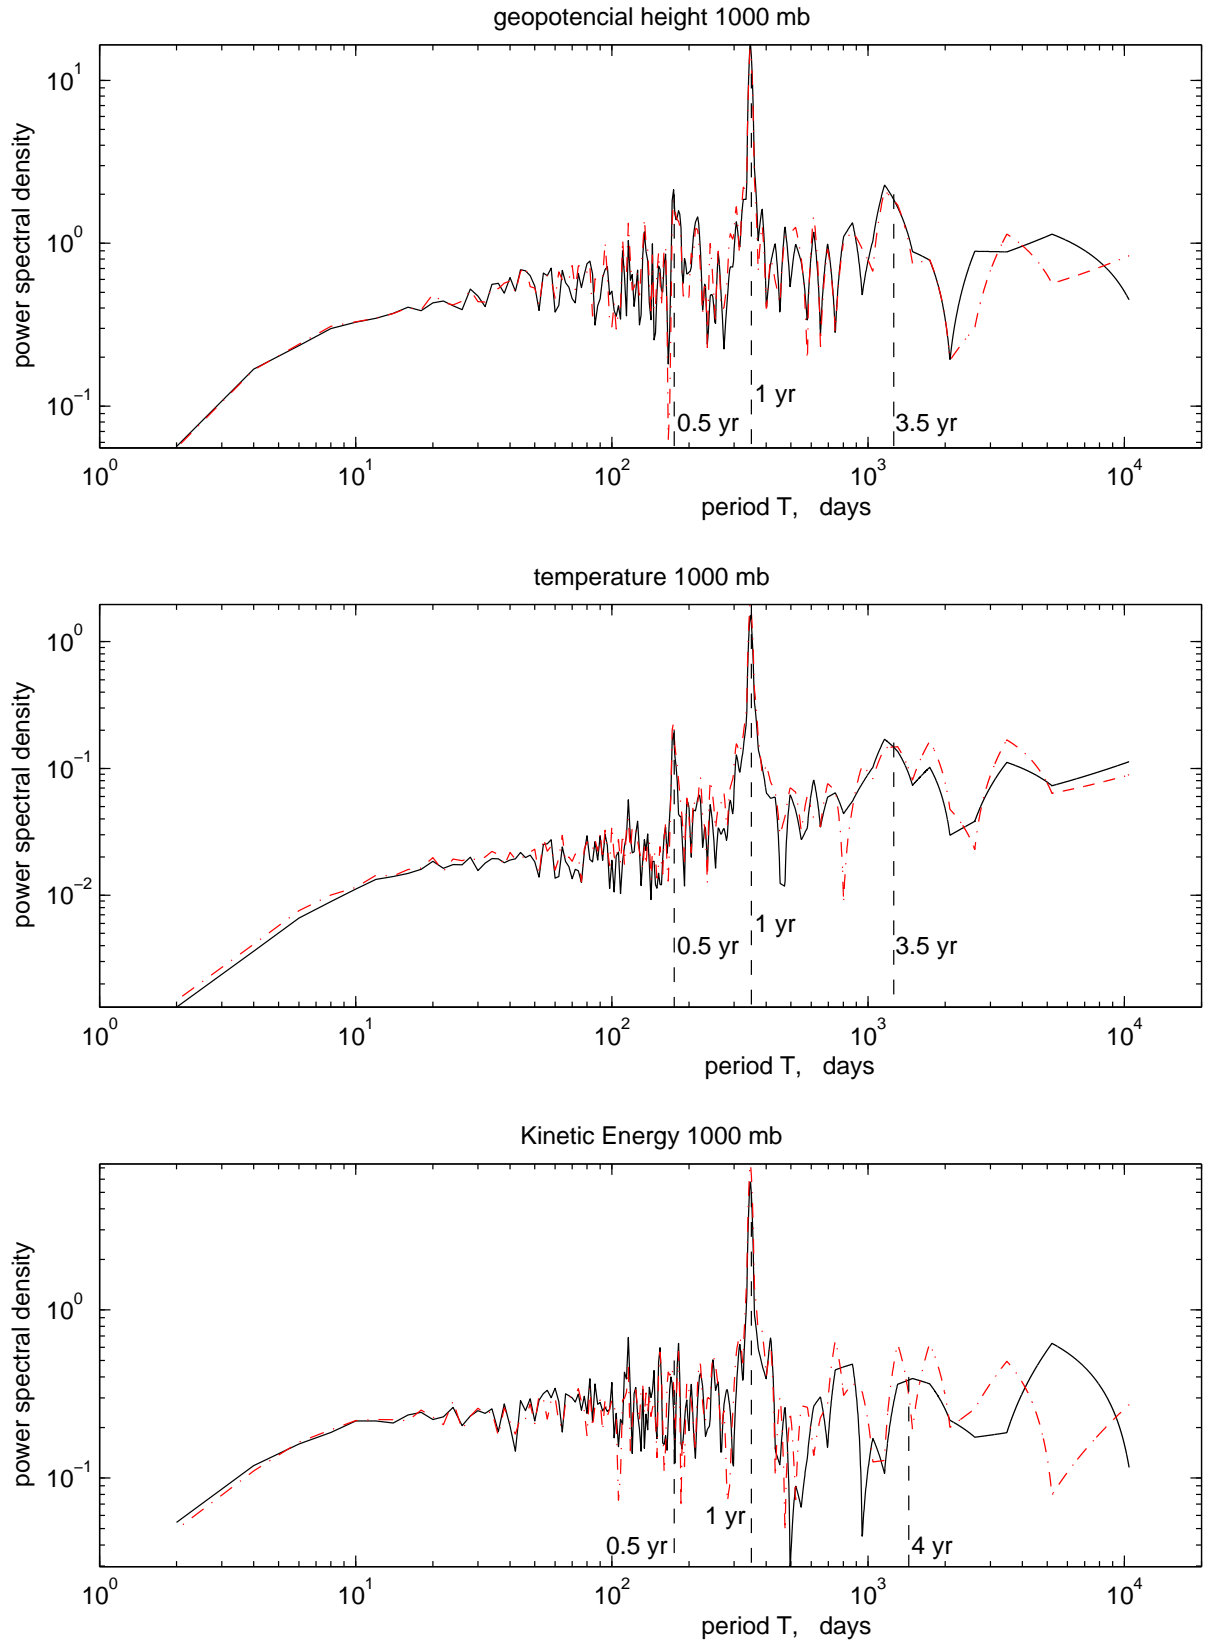 geopotencial height 1000 mb
power spectral density
10^1
10^0
10^-1
0.5 yr
1 yr
3.5 yr
10^0 10^1 10^2 10^3 10^4
period T, days
temperature 1000 mb
power spectral density
10^0
10^-1
10^-2
0.5 yr
1 yr
3.5 yr
10^0 10^1 10^2 10^3 10^4
period T, days
Kinetic Energy 1000 mb
power spectral density
10^0
10^-1
0.5 yr
1 yr
4 yr
10^0 10^1 10^2 10^3 10^4
period T, days